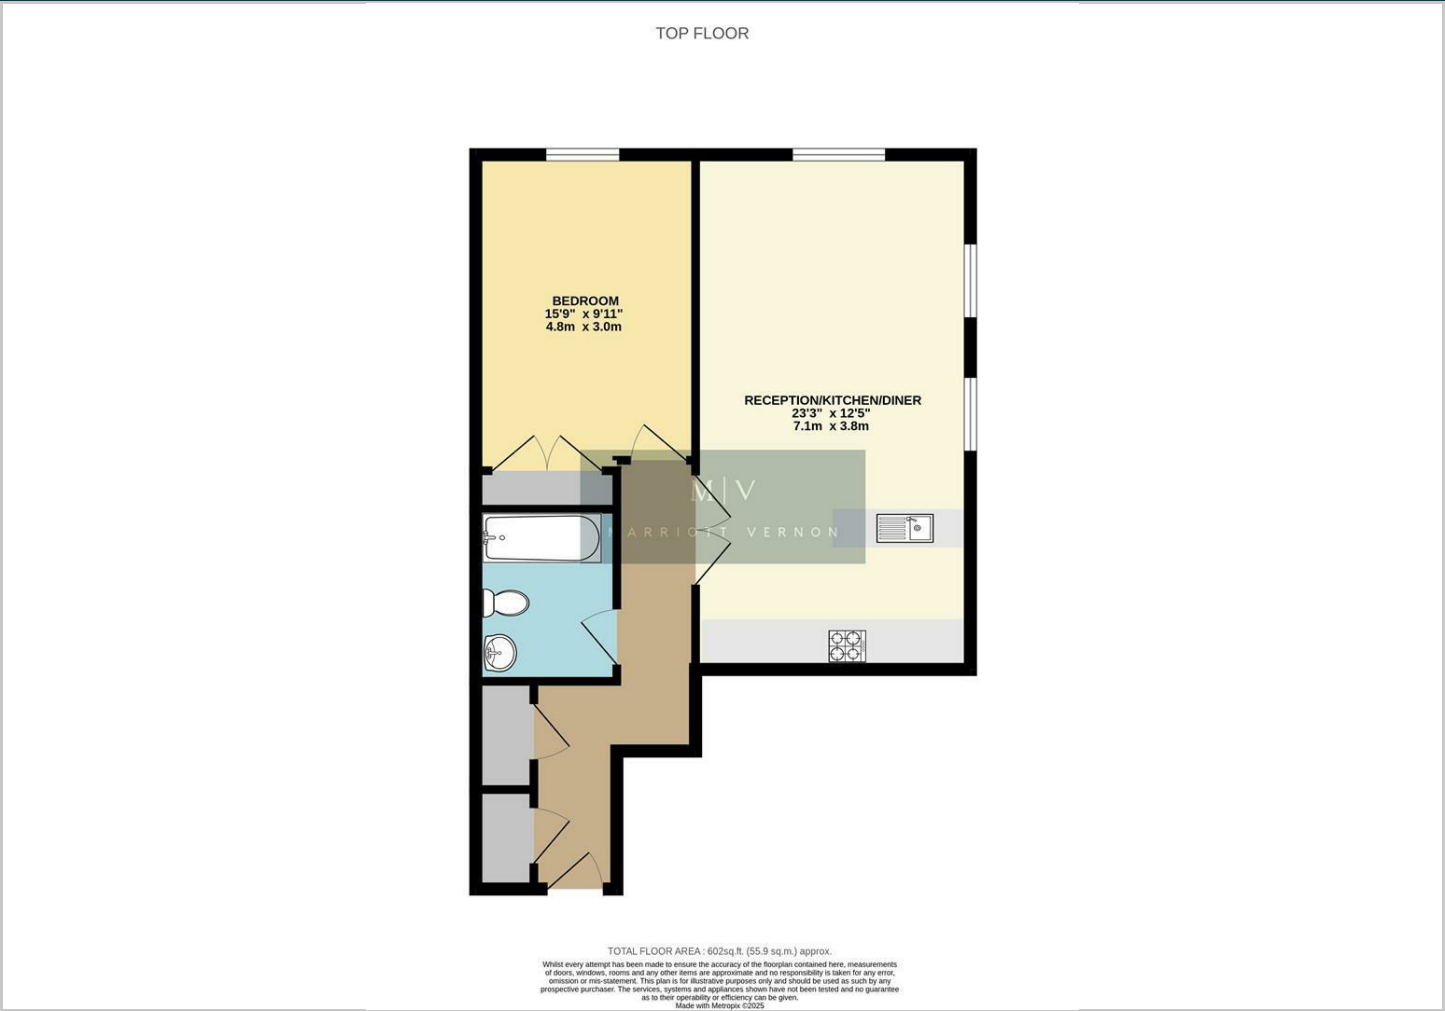 TOP FLOOR
BEDROOM
15'9" x 9'11"
4.8m x 3.0m
RECEPTION/KITCHEN/DINER
23'3" x 12'5"
7.1m x 3.8m
M|V
MARRIOTT VERNON
TOTAL FLOOR AREA : 602sq.ft. (55.9 sq.m.) approx.
Whilst every attempt has been made to ensure the accuracy of the floorplan contained here, measurements
of doors, windows, rooms and any other items are approximate and no responsibility is taken for any error,
omission or mis-statement. This plan is for illustrative purposes only and should be used as such by any
prospective purchaser. The services, systems and appliances shown have not been tested and no guarantee
as to their operability or efficiency can be given.
Made with Metropix ©2025